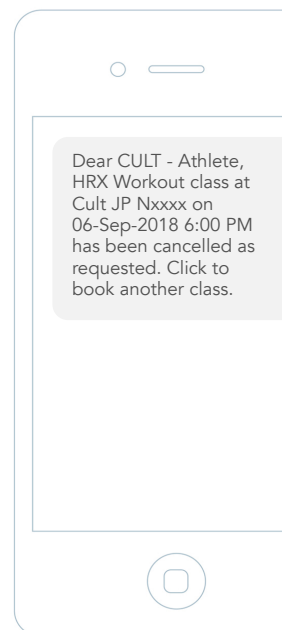 Dear CULT - Athlete,
HRX Workout class at
Cult JP Nxxxx on
06-Sep-2018 6:00 PM
has been cancelled as
requested. Click to
book another class.